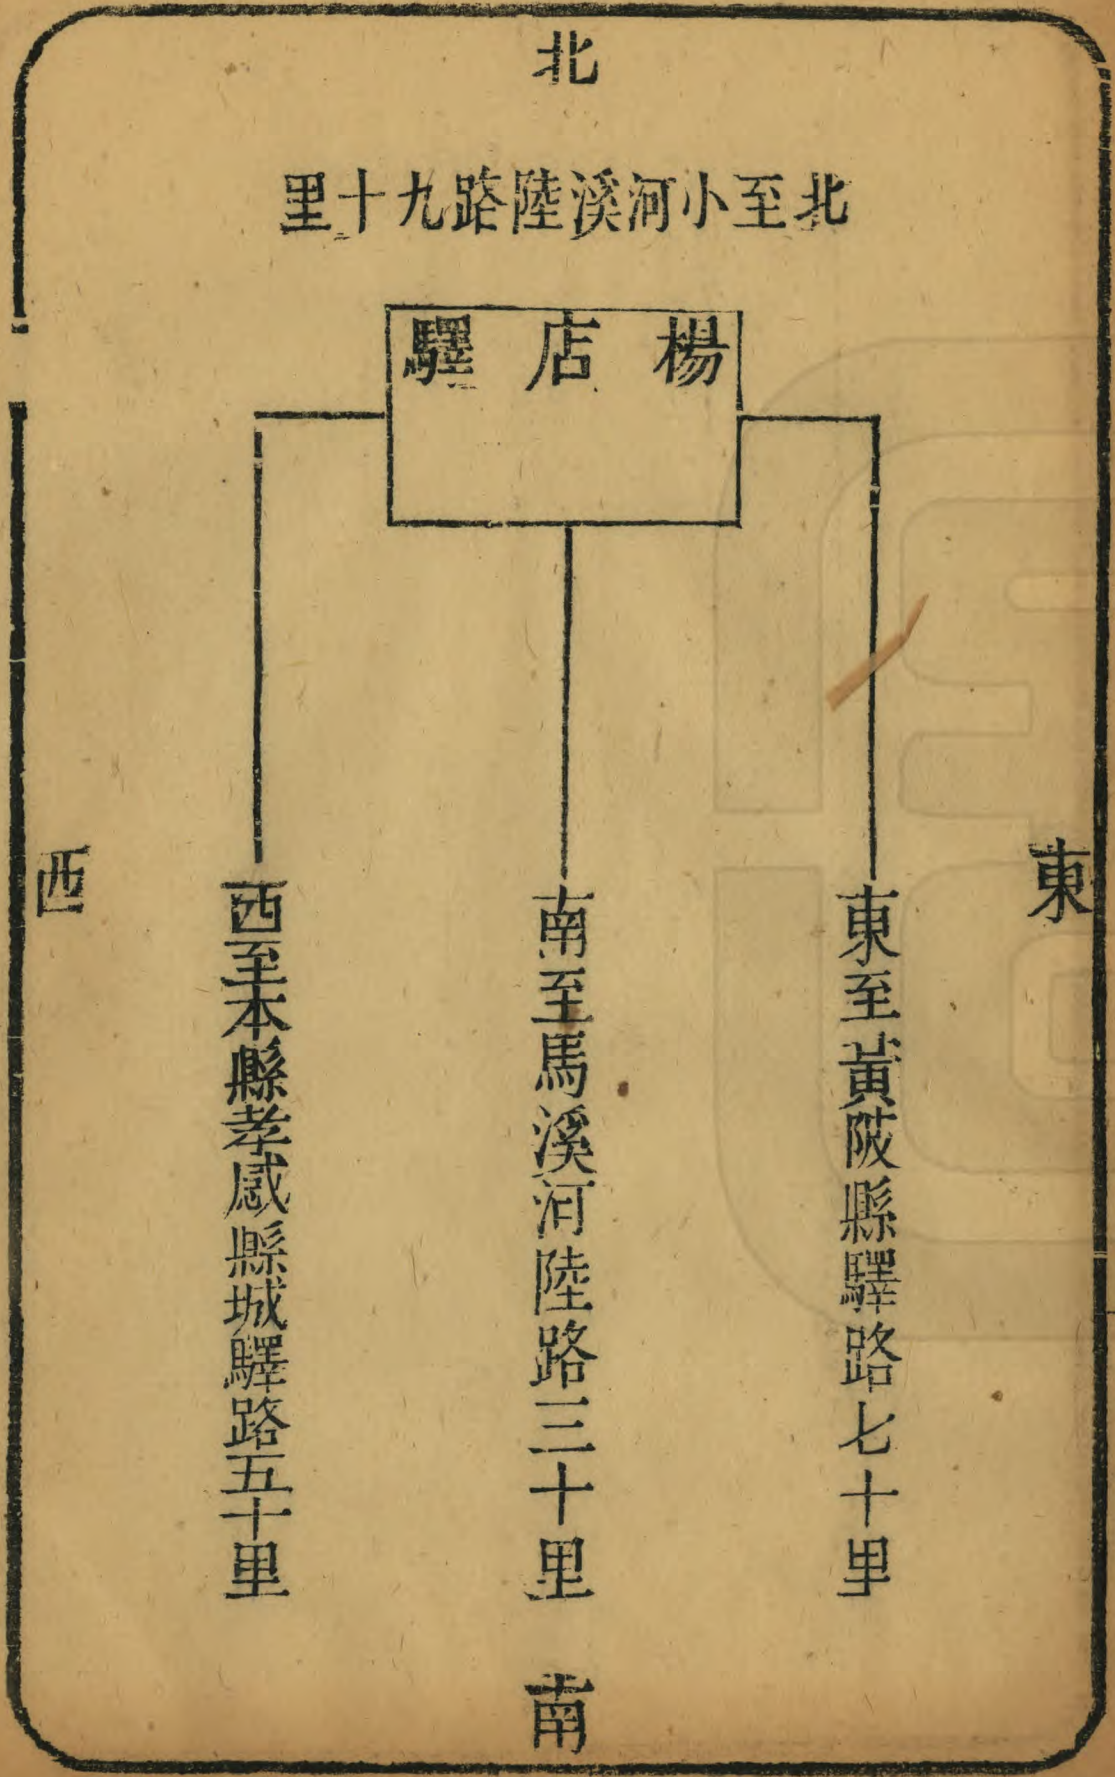 北
北至小河溪陸路九十里
楊店驛
東
東至黃陂縣驛路七十里
南至馬溪河陸路三十里
西至本縣孝感縣城驛路五十里
西
南